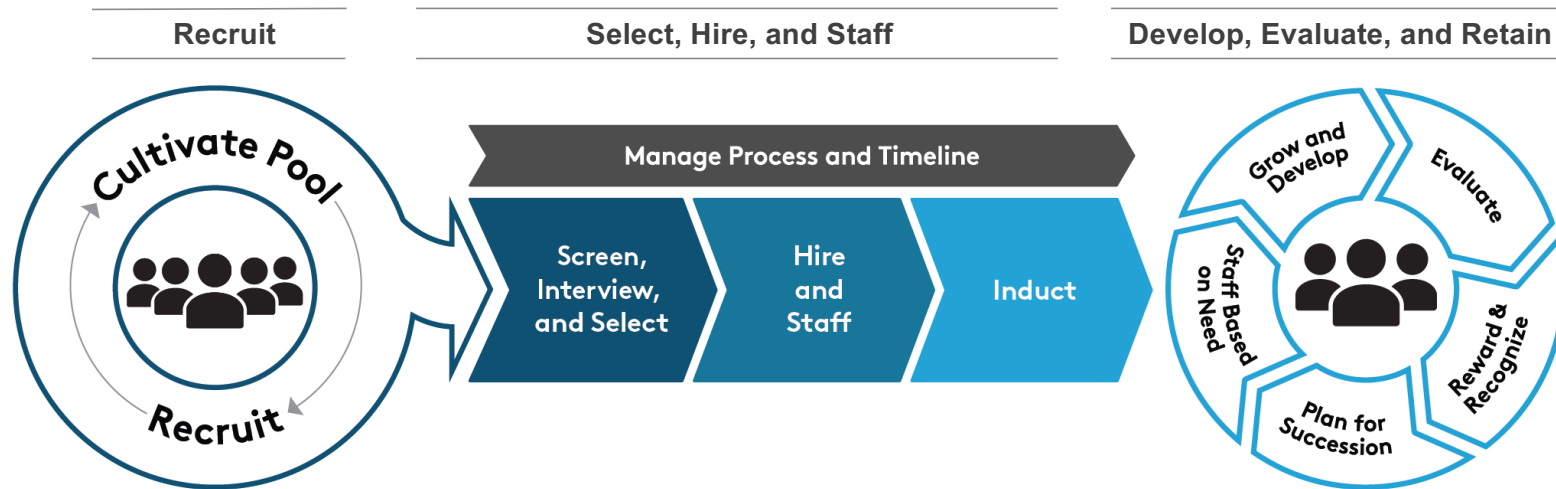 Recruit
Select, Hire, and Staff
Develop, Evaluate, and Retain
Cultivate Pool
Recruit
Manage Process and Timeline
Screen,
Interview,
and Select
Hire
and
Staff
Induct
Grow and
Develop
Evaluate
Reward &
Recognize
Plan for
Succession
Staff Based
on Need